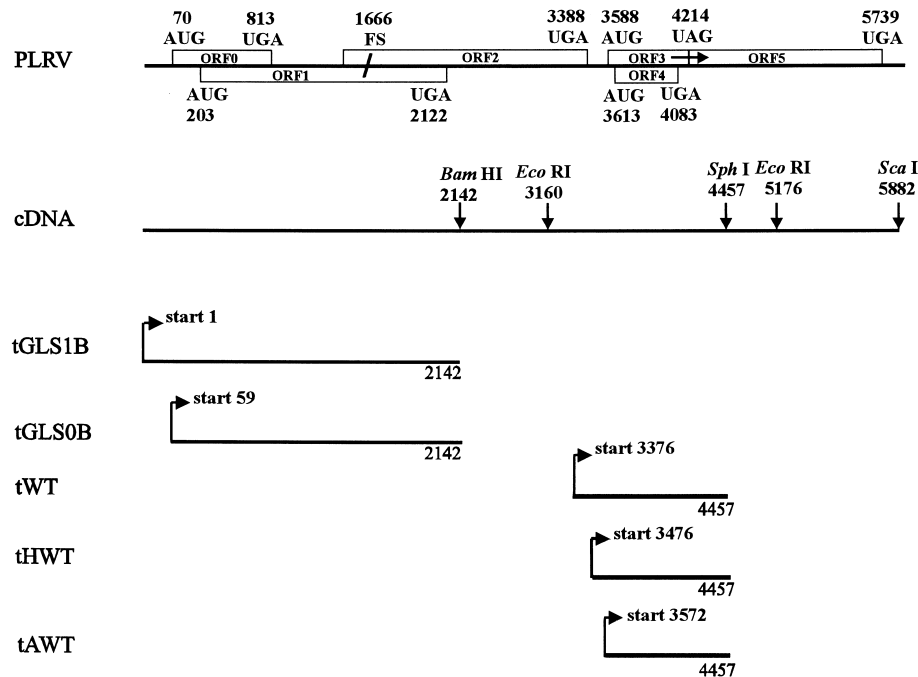 70 813 1666 3388 3588 4214 5739
AUG UGA FS UGA AUG UAG UGA
PLRV ORF0 ORF2 ORF3 ORF5
ORF1 ORF4
AUG UGA AUG UGA
203 2122 3613 4083
Bam HI Eco RI Sph I Eco RI Sca I
2142 3160 4457 5176 5882
cDNA
start 1
tGLS1B
2142
start 59
tGLS0B
2142
start 3376
tWT
4457
start 3476
tHWT
4457
start 3572
tAWT
4457